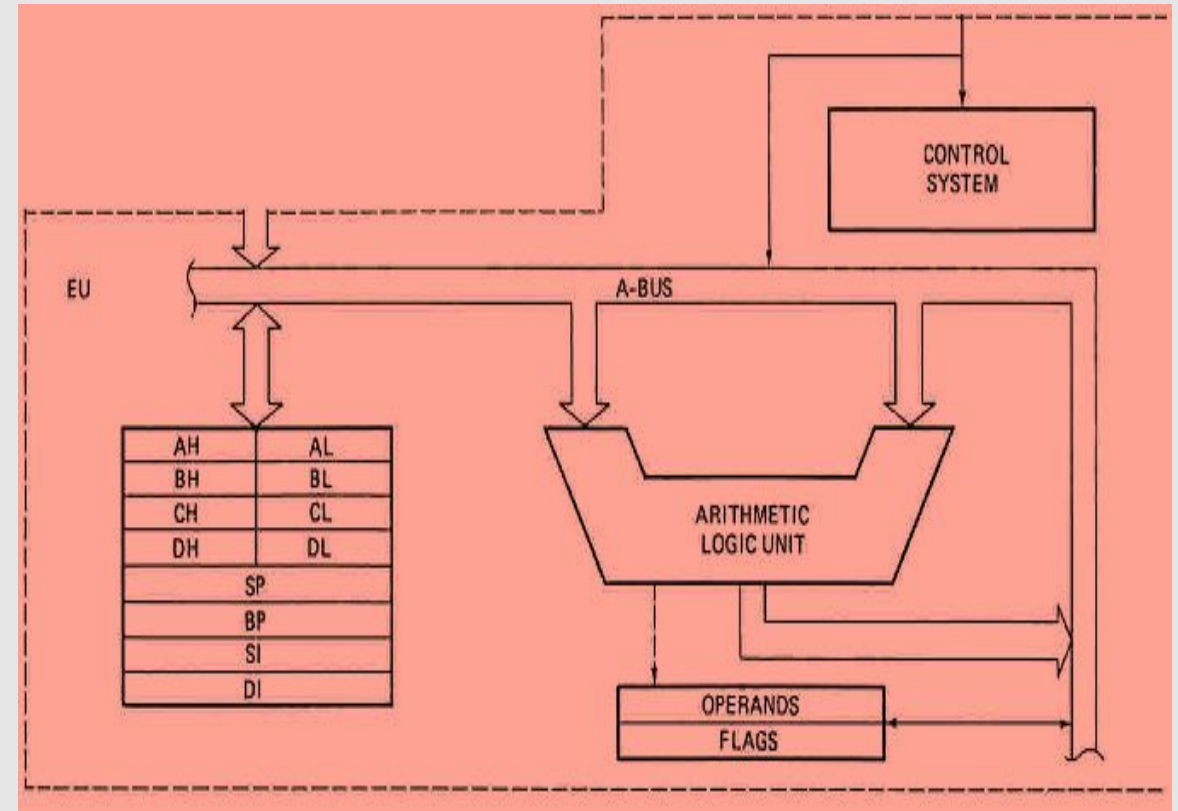 CONTROL
SYSTEM
EU
A-BUS
AH AL
BH BL
CH CL
DH DL
SP
BP
SI
DI
ARITHMETIC
LOGIC UNIT
OPERANDS
FLAGS